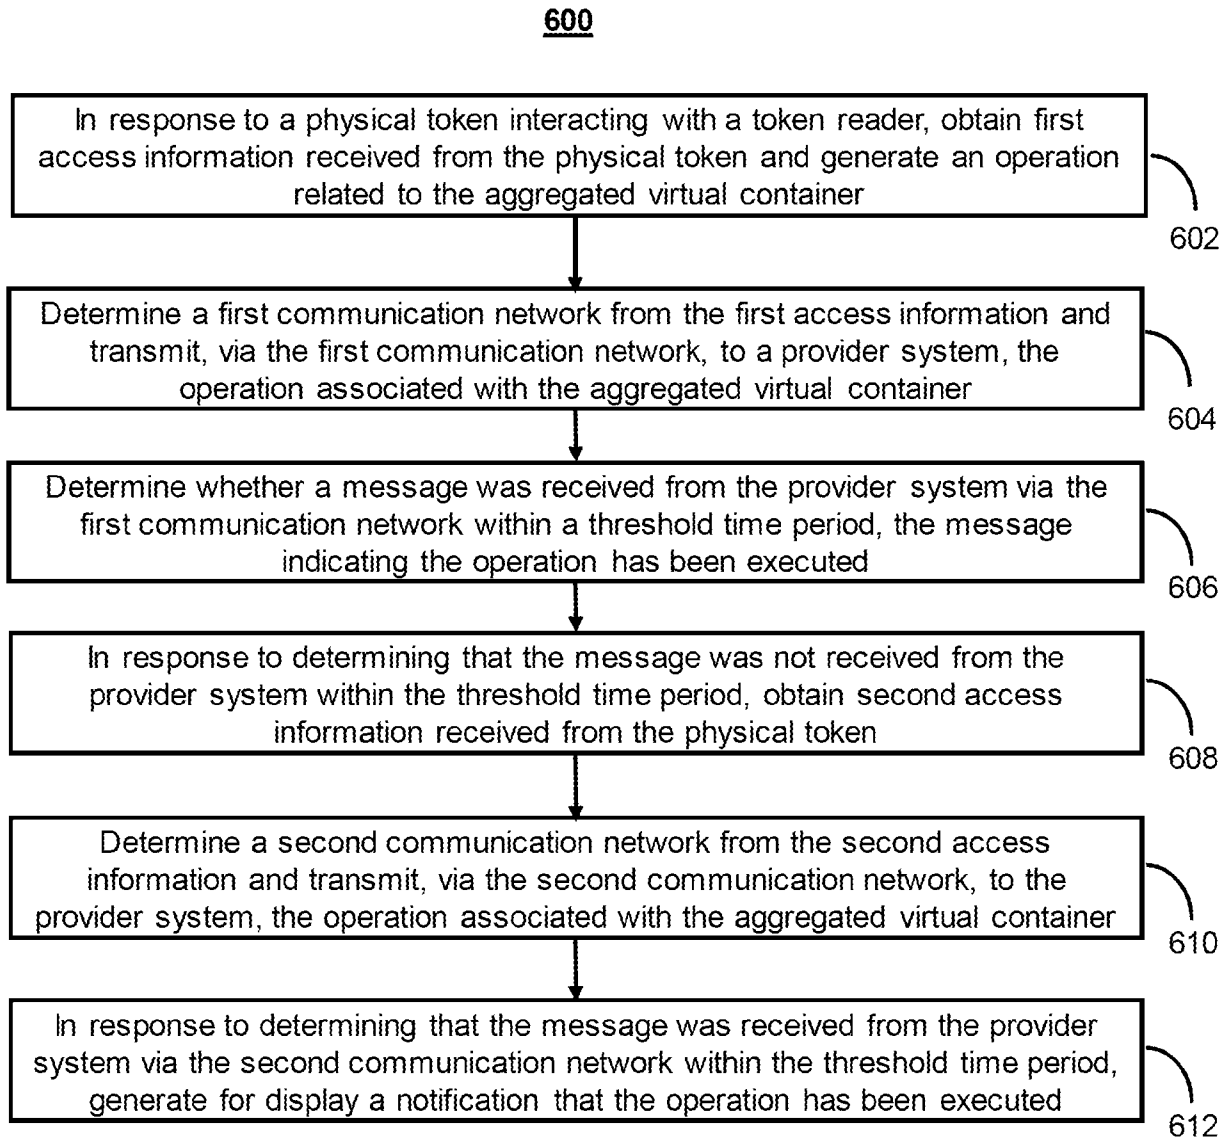 600
In response to a physical token interacting with a token reader, obtain first
access information received from the physical token and generate an operation
related to the aggregated virtual container
602
Determine a first communication network from the first access information and
transmit, via the first communication network, to a provider system, the
operation associated with the aggregated virtual container
604
Determine whether a message was received from the provider system via the
first communication network within a threshold time period, the message
indicating the operation has been executed
606
In response to determining that the message was not received from the
provider system within the threshold time period, obtain second access
information received from the physical token
608
Determine a second communication network from the second access
information and transmit, via the second communication network, to the
provider system, the operation associated with the aggregated virtual container
610
In response to determining that the message was received from the provider
system via the second communication network within the threshold time period,
generate for display a notification that the operation has been executed
612